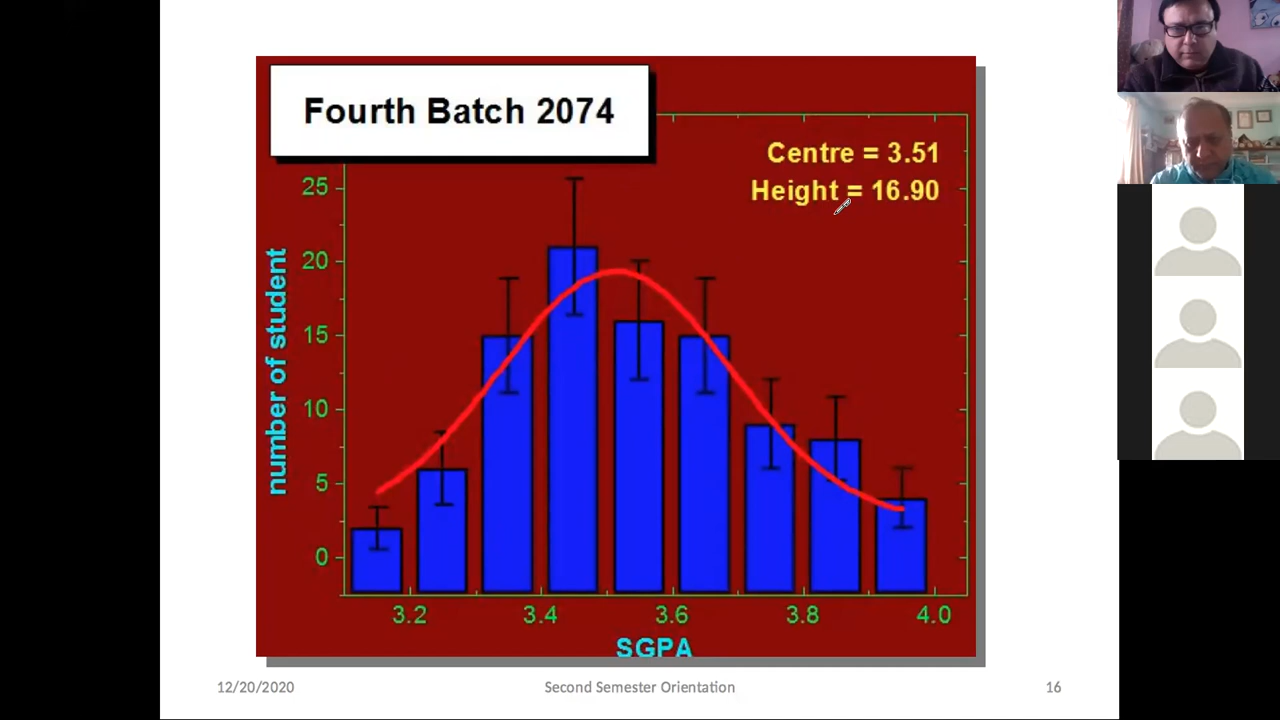 Fourth Batch 2074
Centre = 3.51
Height = 16.90
number of student
25
20
15
10
5
0
3.2 3.4 3.6 3.8 4.0
SGPA
12/20/2020 Second Semester Orientation 16